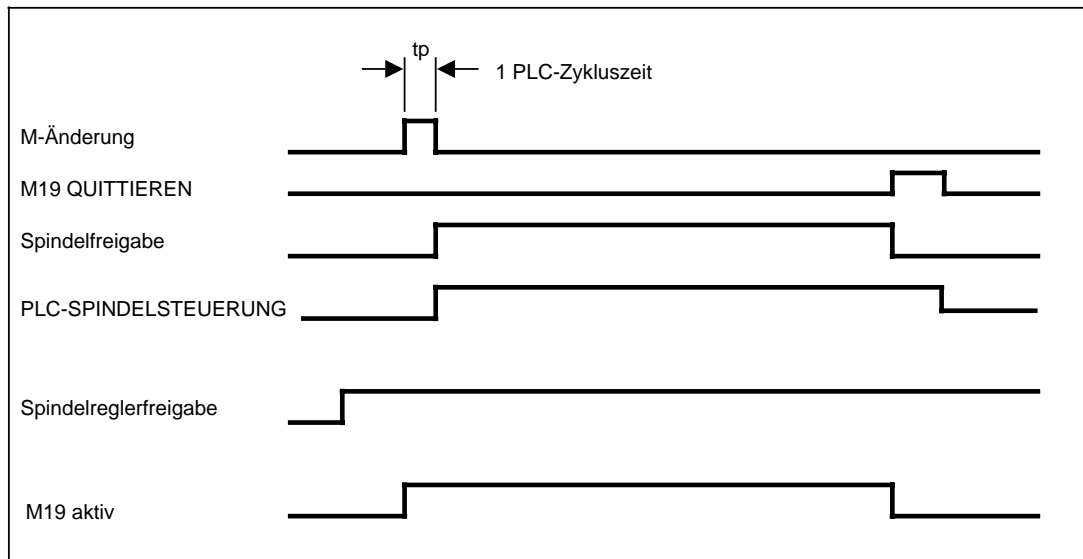 tp
1 PLC-Zykluszeit
M-Änderung
M19 QUITTIEREN
Spindelfreigabe
PLC-SPINDELSTEUERUNG
Spindelreglerfreigabe
M19 aktiv